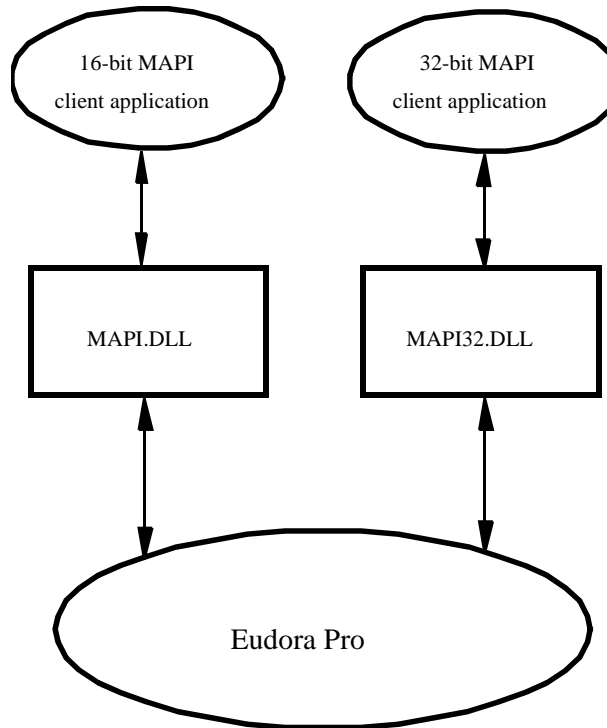 16-bit MAPI
client application
32-bit MAPI
client application
MAPI.DLL
MAPI32.DLL
Eudora Pro